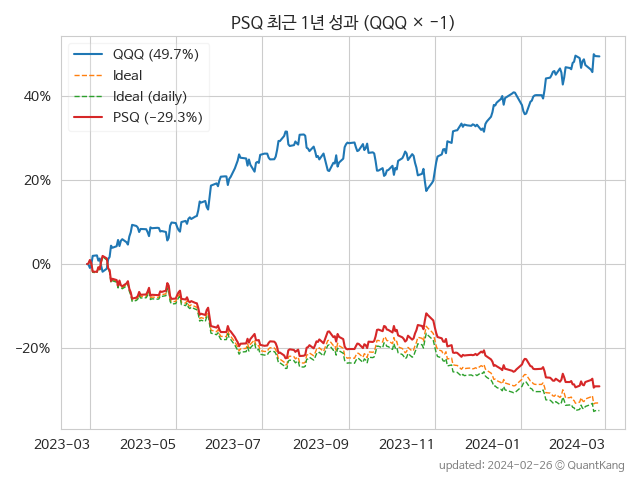 PSQ 최근 1년 성과 (QQQ × −1)
QQQ (49.7%)
Ideal
Ideal (daily)
PSQ (−29.3%)
40%
20%
0%
−20%
2023−03 2023−05 2023−07 2023−09 2023−11 2024−01 2024−03
updated: 2024−02−26 © QuantKang